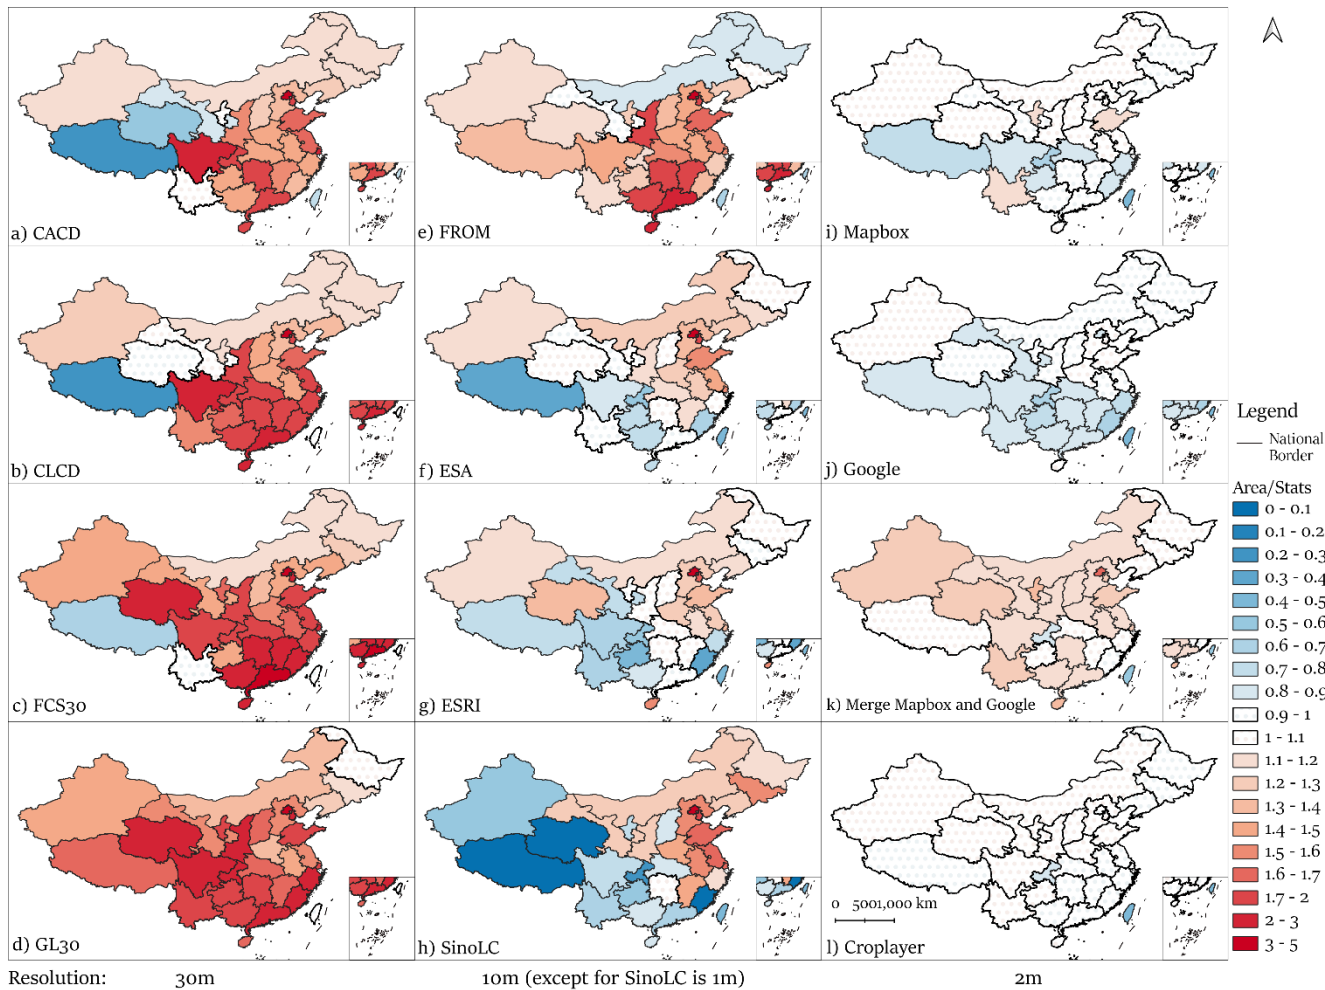 a) CACD
e) FROM
i) Mapbox
b) CLCD
f) ESA
j) Google
c) FCS30
g) ESRI
k) Merge Mapbox and Google
d) GL30
h) SinoLC
l) Croplayer
0 5001,000 km
Legend
National
Border
Area/Stats
0 - 0.1
0.1 - 0.2
0.2 - 0.3
0.3 - 0.4
0.4 - 0.5
0.5 - 0.6
0.6 - 0.7
0.7 - 0.8
0.8 - 0.9
0.9 - 1
1 - 1.1
1.1 - 1.2
1.2 - 1.3
1.3 - 1.4
1.4 - 1.5
1.5 - 1.6
1.6 - 1.7
1.7 - 2
2 - 3
3 - 5
Resolution: 30m 10m (except for SinoLC is 1m) 2m